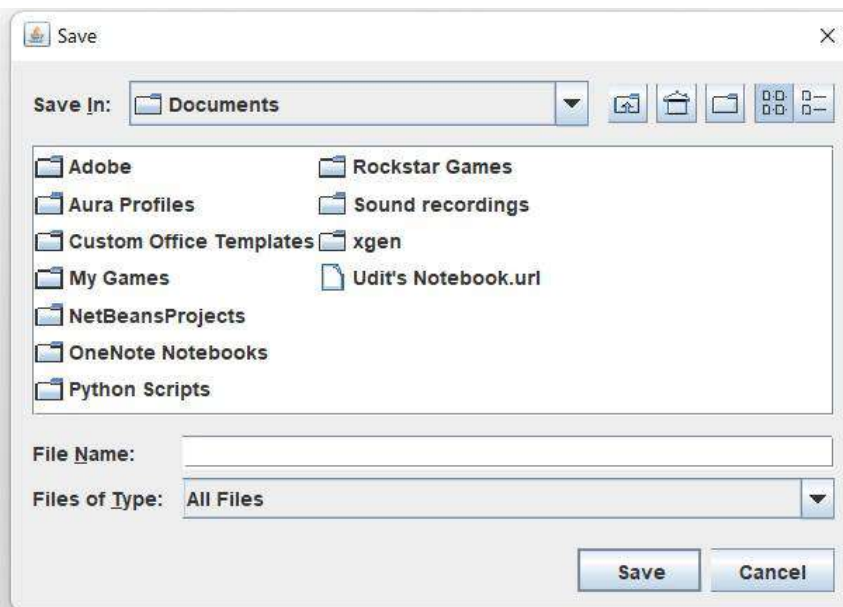 Save
Save In: Documents
Adobe
Aura Profiles
Custom Office Templates
My Games
NetBeansProjects
OneNote Notebooks
Python Scripts
Rockstar Games
Sound recordings
xgen
Udit's Notebook.url
File Name:
Files of Type: All Files
Save Cancel